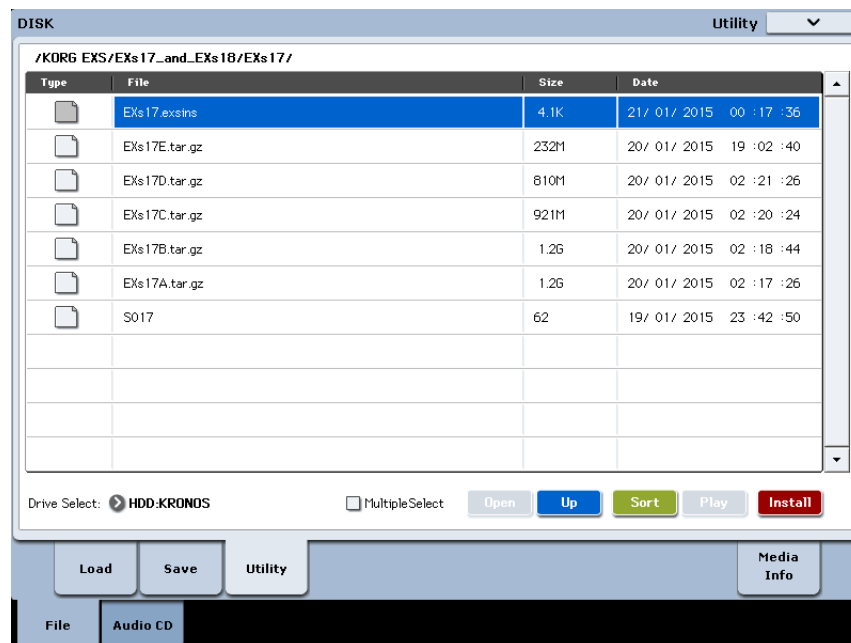 DISK Utility
/KORG EXS/EXs17_and_EXs18/EXs17/
Type File Size Date
EXs17.exsins 4.1K 21/ 01/ 2015 00 :17 :36
EXs17E.tar.gz 232M 20/ 01/ 2015 19 :02 :40
EXs17D.tar.gz 810M 20/ 01/ 2015 02 :21 :26
EXs17C.tar.gz 921M 20/ 01/ 2015 02 :20 :24
EXs17B.tar.gz 1.2G 20/ 01/ 2015 02 :18 :44
EXs17A.tar.gz 1.2G 20/ 01/ 2015 02 :17 :26
S017 62 19/ 01/ 2015 23 :42 :50
Drive Select: HDD:KRONOS MultipleSelect Open Up Sort Play Install
Load Save Utility Media
Info
File Audio CD